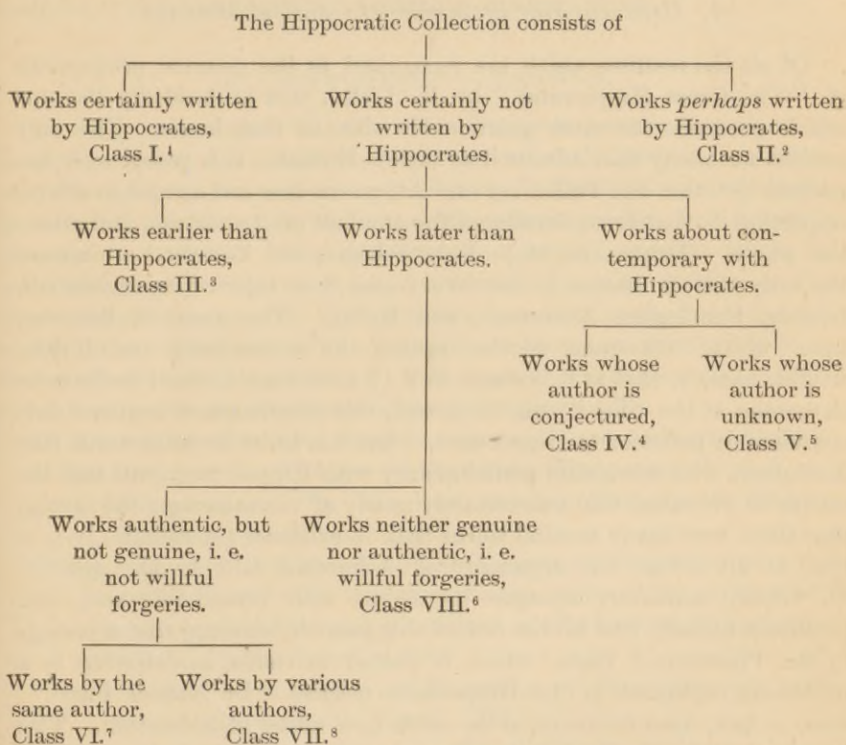 The Hippocratic Collection consists of
Works certainly written
by Hippocrates,
Class I.¹
Works certainly not
written by
Hippocrates.
Works perhaps written
by Hippocrates,
Class II.²
Works earlier than
Hippocrates,
Class III.³
Works later than
Hippocrates.
Works about con-
temporary with
Hippocrates.
Works whose
author is
conjectured,
Class IV.⁴
Works whose
author is
unknown,
Class V.⁵
Works authentic, but
not genuine, i. e.
not willful
forgeries.
Works neither genuine
nor authentic, i. e.
willful forgeries,
Class VIII.⁶
Works by the
same author,
Class VI.⁷
Works by various
authors,
Class VII.⁸